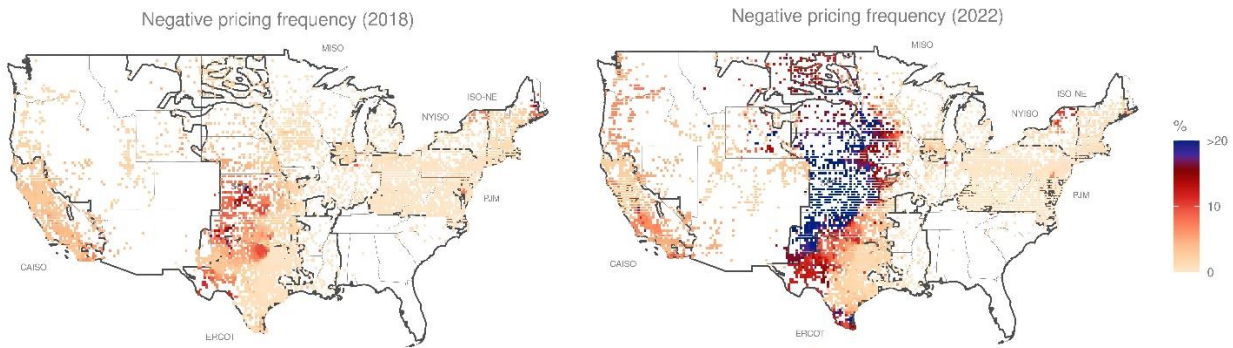 Negative pricing frequency (2018)
MISO
ISO-NE
NYISO
PJM
CAISO
ERCOT
Negative pricing frequency (2022)
MISO
ISO-NE
NYISO
PJM
CAISO
ERCOT
%
>20
10
0